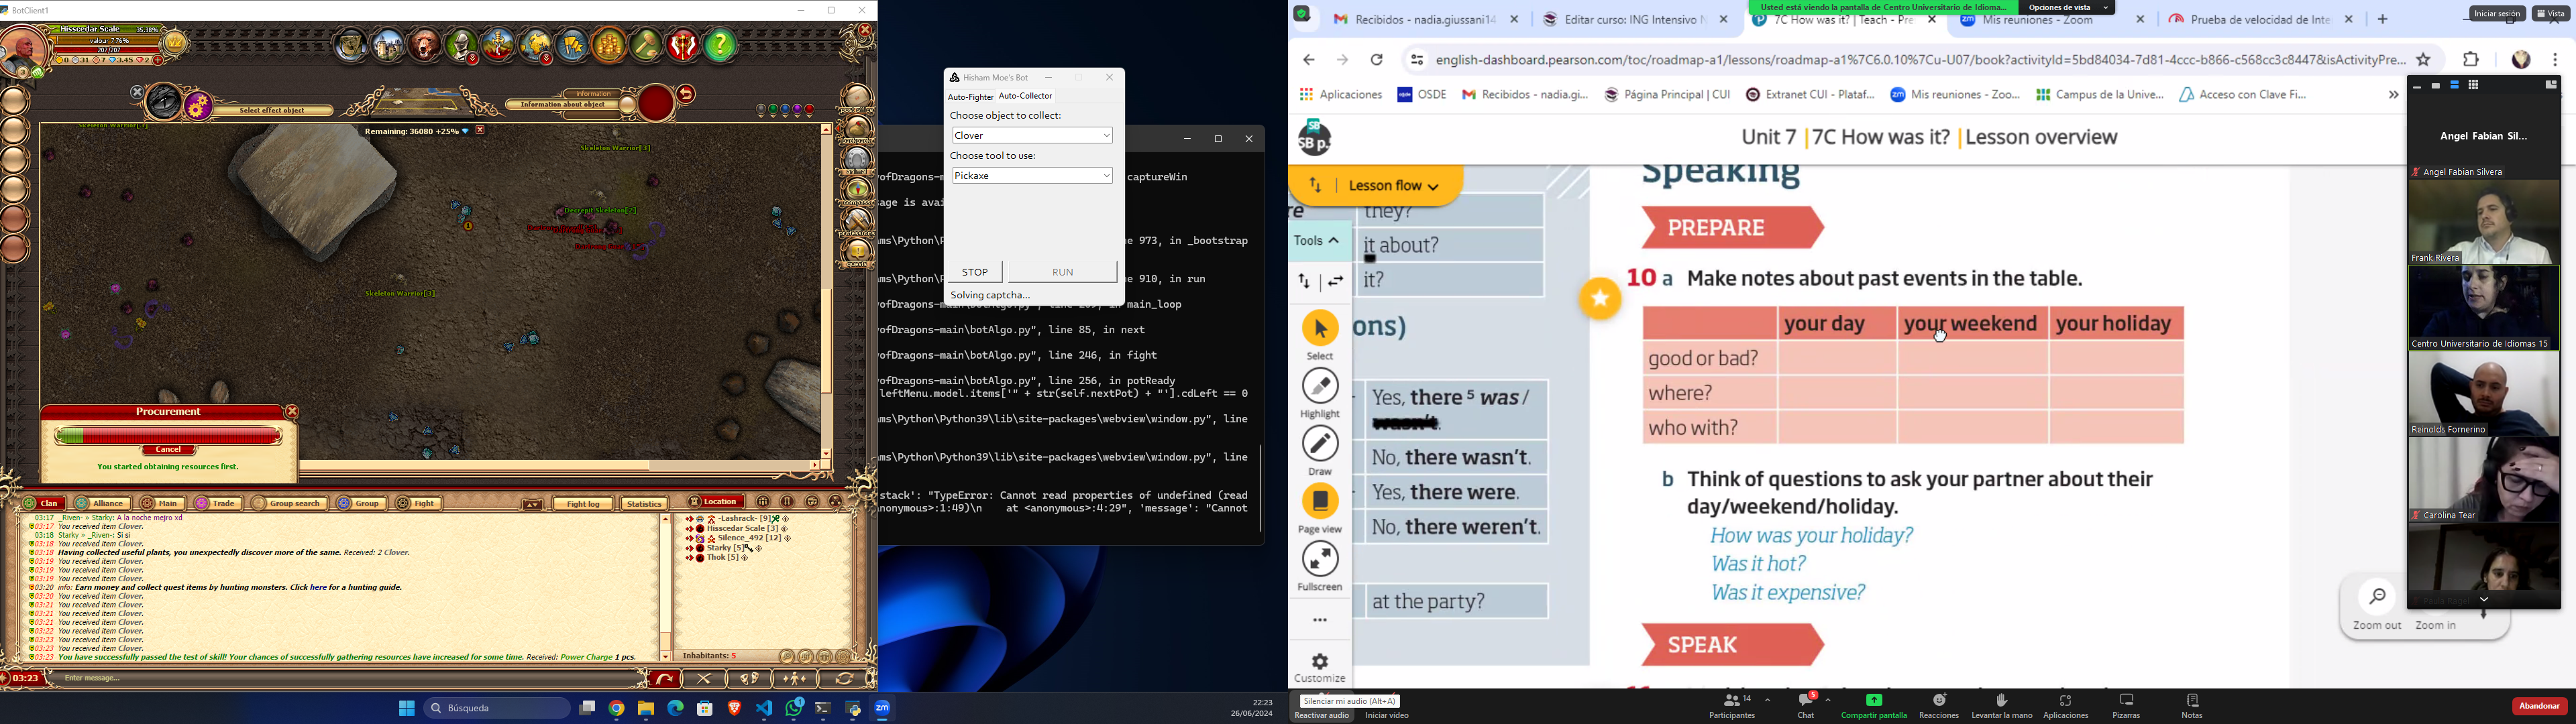 BotClient1
Hisscedar Scale 35.38%
valour 7.76%
207/207
0 31 7 3.45 2
3
Select effect object
information
Information about object
Remaining: 36080 +25%
Skeleton Warrior[3]
Skeleton Warrior[3]
Decrepit Skeleton[2]
Skeleton Warrior[3]
Procurement
Cancel
You started obtaining resources first.
Clan Alliance Main Trade Group search Group Fight Fight log Statistics Location
03:17 _Riven- » Starky: A la noche mejro xd
03:17 You received item Clover.
03:18 Starky » _Riven-: Si si
03:18 You received item Clover.
03:18 Having collected useful plants, you unexpectedly discover more of the same. Received: 2 Clover.
03:19 You received item Clover.
03:19 You received item Clover.
03:19 You received item Clover.
03:20 info: Earn money and collect quest items by hunting monsters. Click here for a hunting guide.
03:20 You received item Clover.
03:21 You received item Clover.
03:21 You received item Clover.
03:21 You received item Clover.
03:22 You received item Clover.
03:23 You received item Clover.
03:23 You received item Clover.
03:23 You have successfully passed the test of skill! Your chances of successfully gathering resources have increased for some time. Received: Power Charge 1 pcs.
-Lashrack- [9]
Hisscedar Scale [3]
Silence_492 [12]
Starky [5]
Thok [5]
Inhabitants: 5
03:23 Enter message...
Hisham Moe's Bot
Auto-Fighter Auto-Collector
Choose object to collect:
Clover
Choose tool to use:
Pickaxe
STOP RUN
Solving captcha...
ofDragons-m
captureWin
sage is avai
ms\Python\P
ne 973, in _bootstrap
ms\Python\P
ne 910, in run
main_loop
ofDragons-main\botAlgo.py", line 85, in next
ofDragons-main\botAlgo.py", line 246, in fight
ofDragons-main\botAlgo.py", line 256, in potReady
leftMenu.model.items['" + str(self.nextPot) + "'].cdLeft == 0
ms\Python\Python39\lib\site-packages\webview\window.py", line
ms\Python\Python39\lib\site-packages\webview\window.py", line
stack': "TypeError: Cannot read properties of undefined (read
anonymous>:1:49)\n at <anonymous>:4:29", 'message': "Cannot
Búsqueda
22:23
26/06/2024
Recibidos - nadia.giussani14
Editar curso: ING Intensivo N
7C How was it? | Teach - Pre
Mis reuniones - Zoom
Prueba de velocidad de Inte
Usted está viendo la pantalla de Centro Universitario de Idioma... Opciones de vista
Iniciar sesión Vista
english-dashboard.pearson.com/toc/roadmap-a1/lessons/roadmap-a1%7C6.0.10%7Cu-U07/book?activityId=5bd84034-7d81-4ccc-b866-c568cc3c8447&isActivityPre...
Aplicaciones OSDE Recibidos - nadia.gi... Página Principal | CUI Extranet CUI - Plataf... Mis reuniones - Zoo... Campus de la Unive... Acceso con Clave Fi... »
SB
SB p.
Unit 7 | 7C How was it? | Lesson overview
Lesson flow
Tools
Select
Highlight
Draw
Page view
Fullscreen
Customize
re they?
it about?
it?
ons)
Yes, there 5 was /
No, there wasn't.
Yes, there were.
No, there weren't.
at the party?
Speaking
PREPARE
10 a Make notes about past events in the table.
your day your weekend your holiday
good or bad?
where?
who with?
b Think of questions to ask your partner about their
day/weekend/holiday.
How was your holiday?
Was it hot?
Was it expensive?
SPEAK
Zoom out Zoom in
Angel Fabian Sil...
Angel Fabian Silvera
Frank Rivera
Centro Universitario de Idiomas 15
Reinolds Fornerino
Carolina Tear
Silenciar mi audio (Alt+A)
Reactivar audio Iniciar video
14
Participantes
5
Chat
Compartir pantalla
Reacciones
Levantar la mano
Aplicaciones
Pizarras
Notas
Abandonar